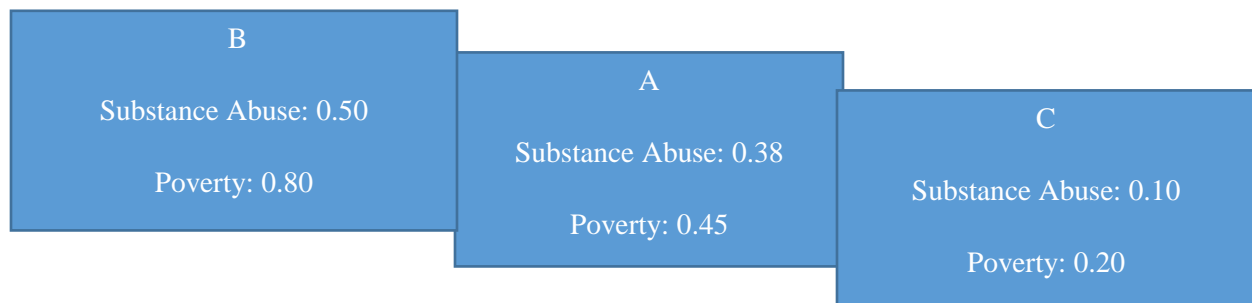 B
Substance Abuse: 0.50
Poverty: 0.80
A
Substance Abuse: 0.38
Poverty: 0.45
C
Substance Abuse: 0.10
Poverty: 0.20